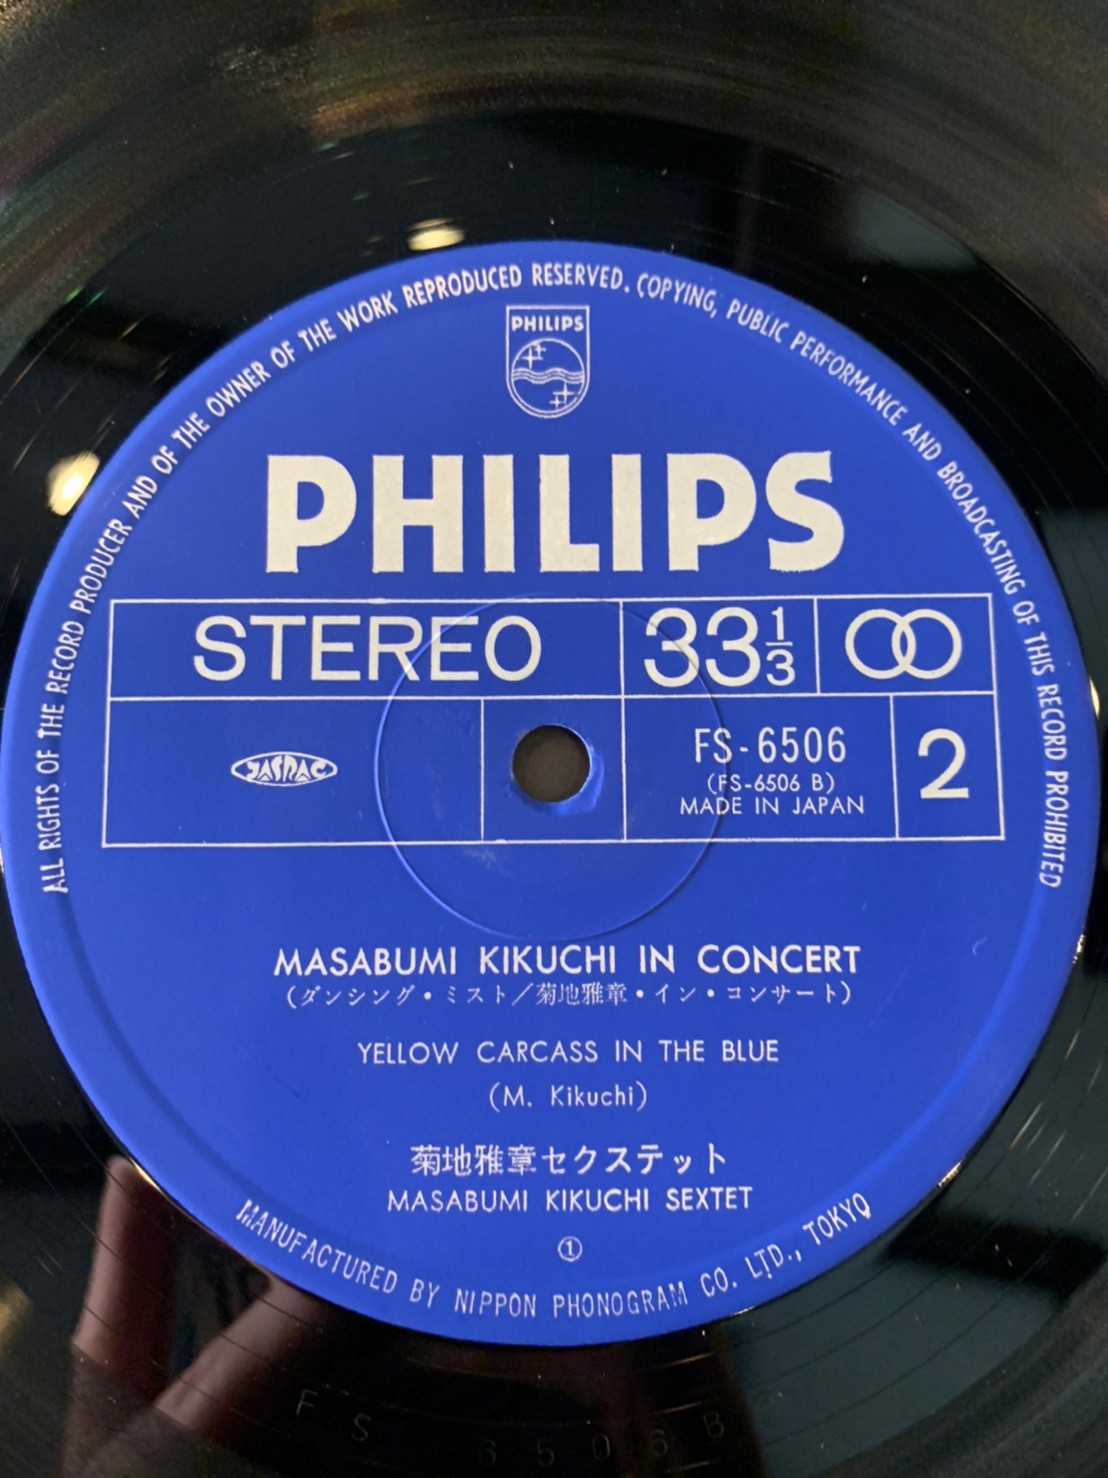 ALL RIGHTS OF THE RECORD PRODUCER AND OF THE OWNER OF THE WORK REPRODUCED RESERVED. COPYING, PUBLIC PERFORMANCE AND BROADCASTING OF THIS RECORD PROHIBITED
PHILIPS
PHILIPS
STEREO
33 1/3
JASRAC
FS-6506
(FS-6506 B)
MADE IN JAPAN
2
MASABUMI KIKUCHI IN CONCERT
(ダンシング・ミスト/菊地雅章・イン・コンサート)
YELLOW CARCASS IN THE BLUE
(M. Kikuchi)
菊地雅章セクステット
MASABUMI KIKUCHI SEXTET
①
MANUFACTURED BY NIPPON PHONOGRAM CO. LTD., TOKYO
FS 6506 B